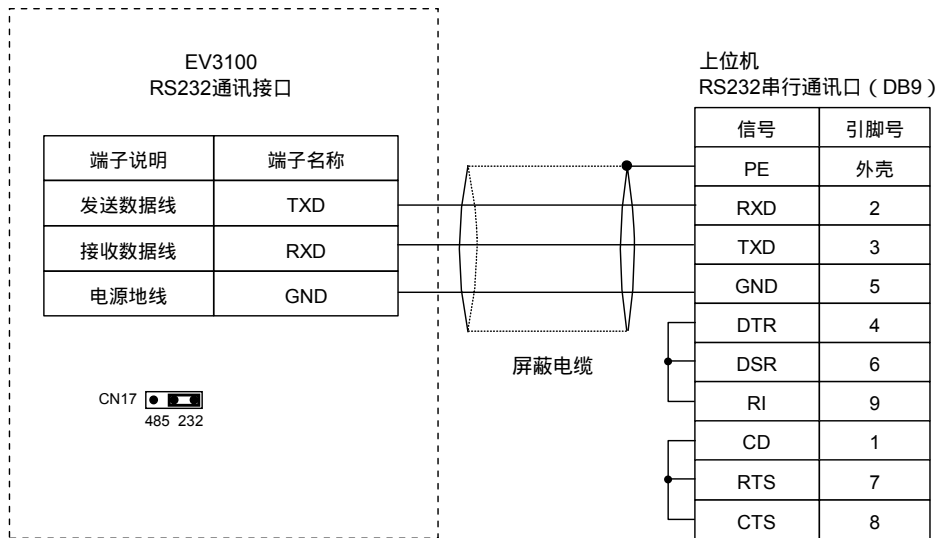 EV3100
RS232通讯接口
端子说明 端子名称
发送数据线 TXD
接收数据线 RXD
电源地线 GND
CN17
485 232
屏蔽电缆
上位机
RS232串行通讯口（DB9）
信号 引脚号
PE 外壳
RXD 2
TXD 3
GND 5
DTR 4
DSR 6
RI 9
CD 1
RTS 7
CTS 8